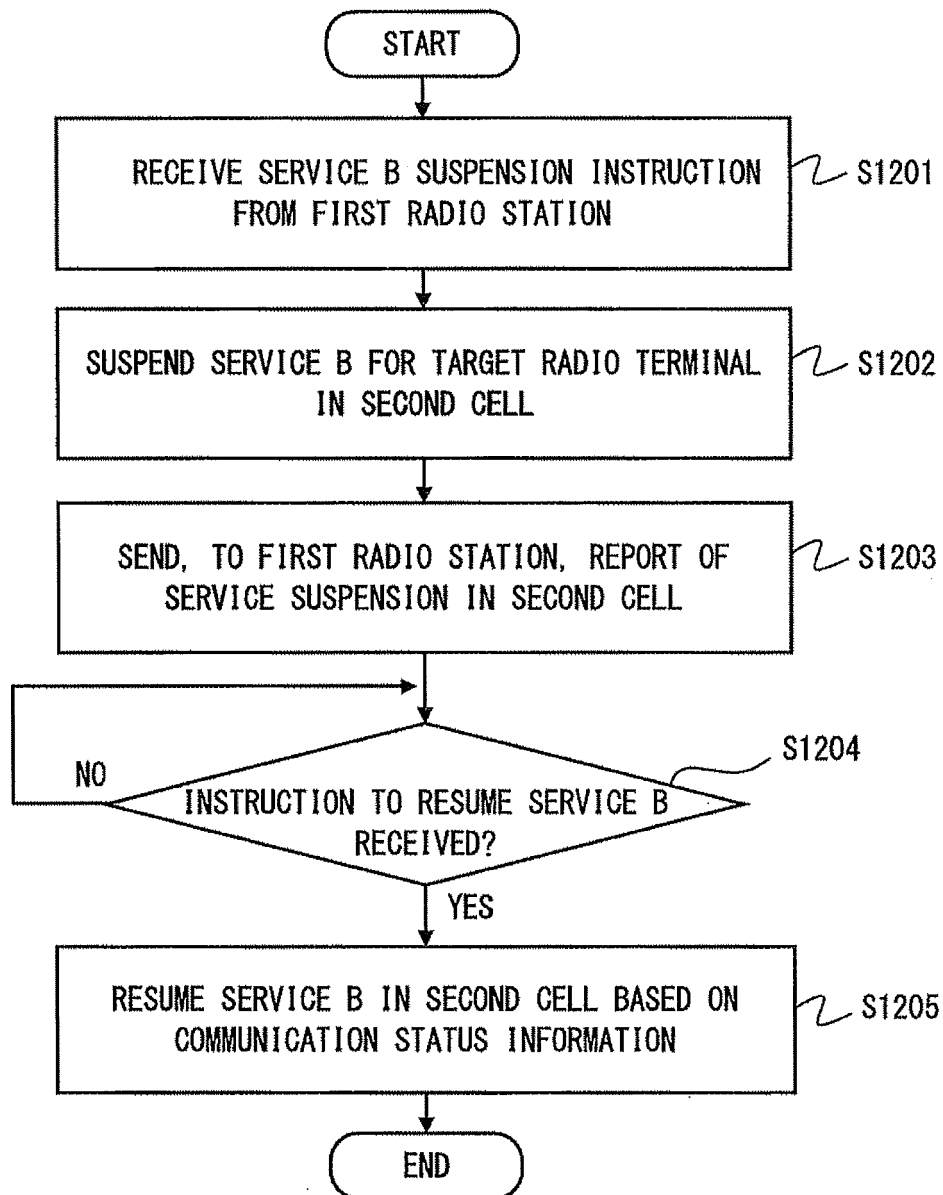 START
RECEIVE SERVICE B SUSPENSION INSTRUCTION
FROM FIRST RADIO STATION
S1201
SUSPEND SERVICE B FOR TARGET RADIO TERMINAL
IN SECOND CELL
S1202
SEND, TO FIRST RADIO STATION, REPORT OF
SERVICE SUSPENSION IN SECOND CELL
S1203
S1204
NO
INSTRUCTION TO RESUME SERVICE B
RECEIVED?
YES
RESUME SERVICE B IN SECOND CELL BASED ON
COMMUNICATION STATUS INFORMATION
S1205
END